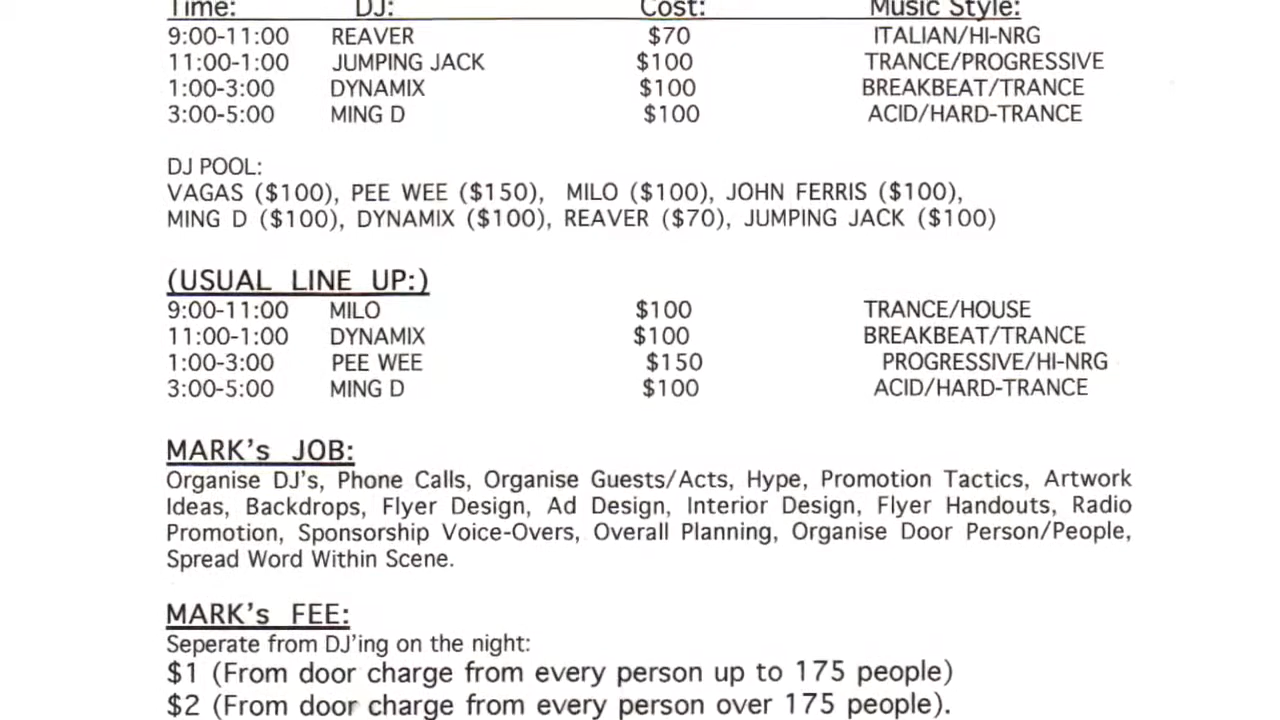 Time: DJ: Cost: Music Style:
9:00-11:00 REAVER $70 ITALIAN/HI-NRG
11:00-1:00 JUMPING JACK $100 TRANCE/PROGRESSIVE
1:00-3:00 DYNAMIX $100 BREAKBEAT/TRANCE
3:00-5:00 MING D $100 ACID/HARD-TRANCE
DJ POOL:
VAGAS ($100), PEE WEE ($150), MILO ($100), JOHN FERRIS ($100),
MING D ($100), DYNAMIX ($100), REAVER ($70), JUMPING JACK ($100)
(USUAL LINE UP:)
9:00-11:00 MILO $100 TRANCE/HOUSE
11:00-1:00 DYNAMIX $100 BREAKBEAT/TRANCE
1:00-3:00 PEE WEE $150 PROGRESSIVE/HI-NRG
3:00-5:00 MING D $100 ACID/HARD-TRANCE
MARK's JOB:
Organise DJ's, Phone Calls, Organise Guests/Acts, Hype, Promotion Tactics, Artwork
Ideas, Backdrops, Flyer Design, Ad Design, Interior Design, Flyer Handouts, Radio
Promotion, Sponsorship Voice-Overs, Overall Planning, Organise Door Person/People,
Spread Word Within Scene.
MARK's FEE:
Seperate from DJ'ing on the night:
$1 (From door charge from every person up to 175 people)
$2 (From door charge from every person over 175 people).